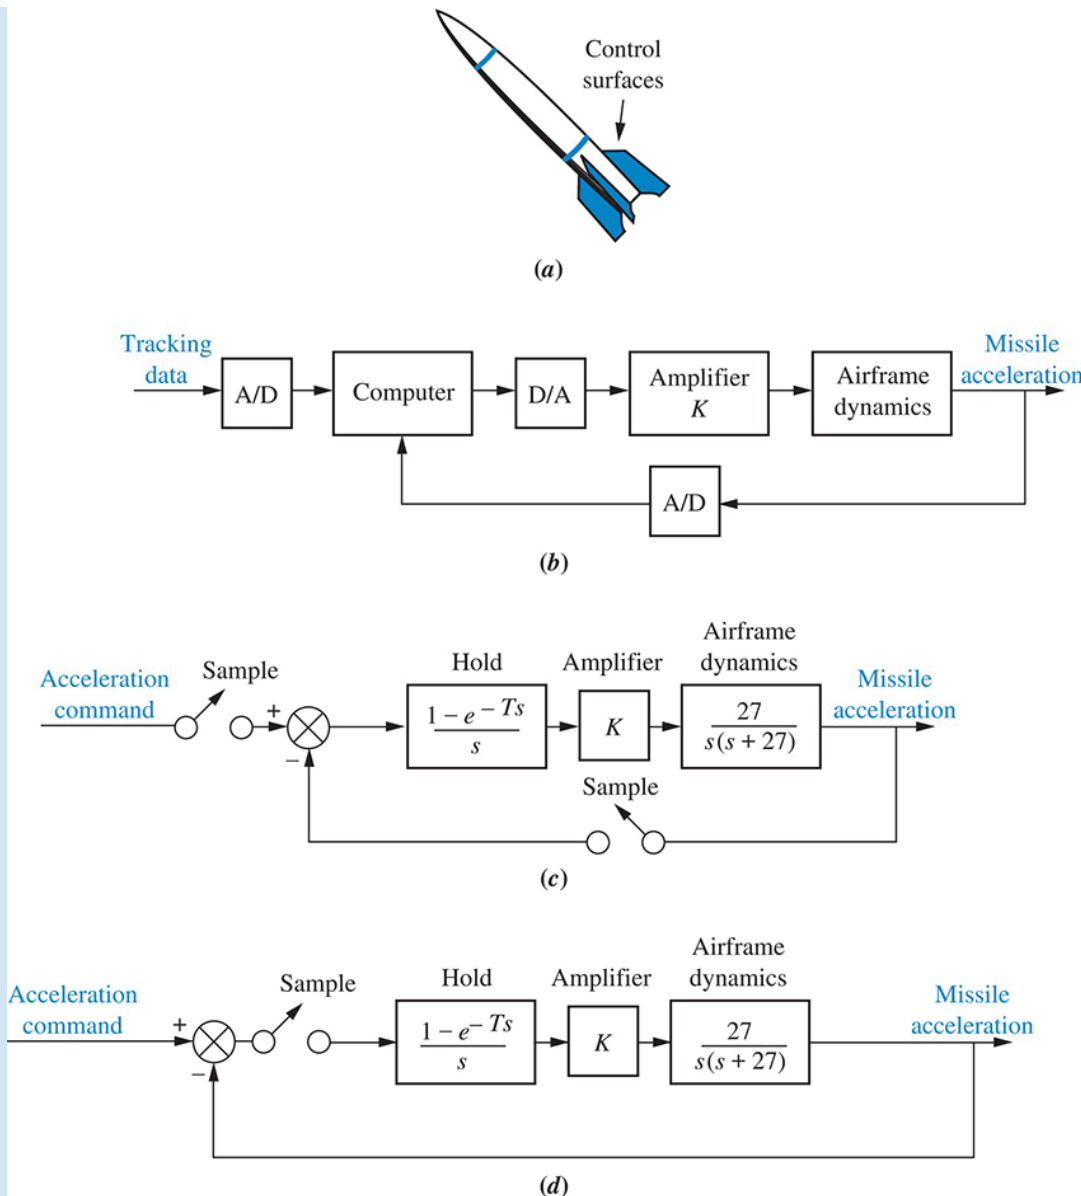 Control
surfaces
(a)
Tracking
data
A/D
Computer
D/A
Amplifier
K
Airframe
dynamics
Missile
acceleration
A/D
(b)
Acceleration
command
Sample
+
−
Hold
1 − e^−Ts
s
Amplifier
K
Airframe
dynamics
27
s(s + 27)
Missile
acceleration
Sample
(c)
Acceleration
command
+
−
Sample
Hold
1 − e^−Ts
s
Amplifier
K
Airframe
dynamics
27
s(s + 27)
Missile
acceleration
(d)